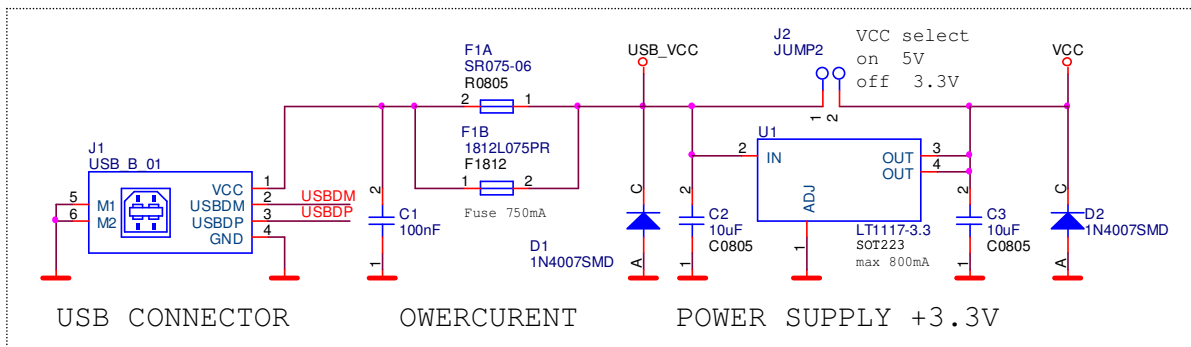 F1A
SR075-06
R0805
2 1
F1B
1812L075PR
F1812
1 2
Fuse 750mA
USB_VCC
J2
JUMP2
VCC select
on 5V
off 3.3V
1
2
VCC
J1
USB_B_01
VCC 1
USBDM 2
USBDP 3
GND 4
5 M1
6 M2
USBDM
USBDP
2
C1
100nF
1
C
D1
1N4007SMD
A
2
C2
10uF
C0805
1
U1
2 IN
OUT 3
OUT 4
ADJ
1
LT1117-3.3
SOT223
max 800mA
2
C3
10uF
C0805
1
C
D2
1N4007SMD
A
USB CONNECTOR
OWERCURENT
POWER SUPPLY +3.3V